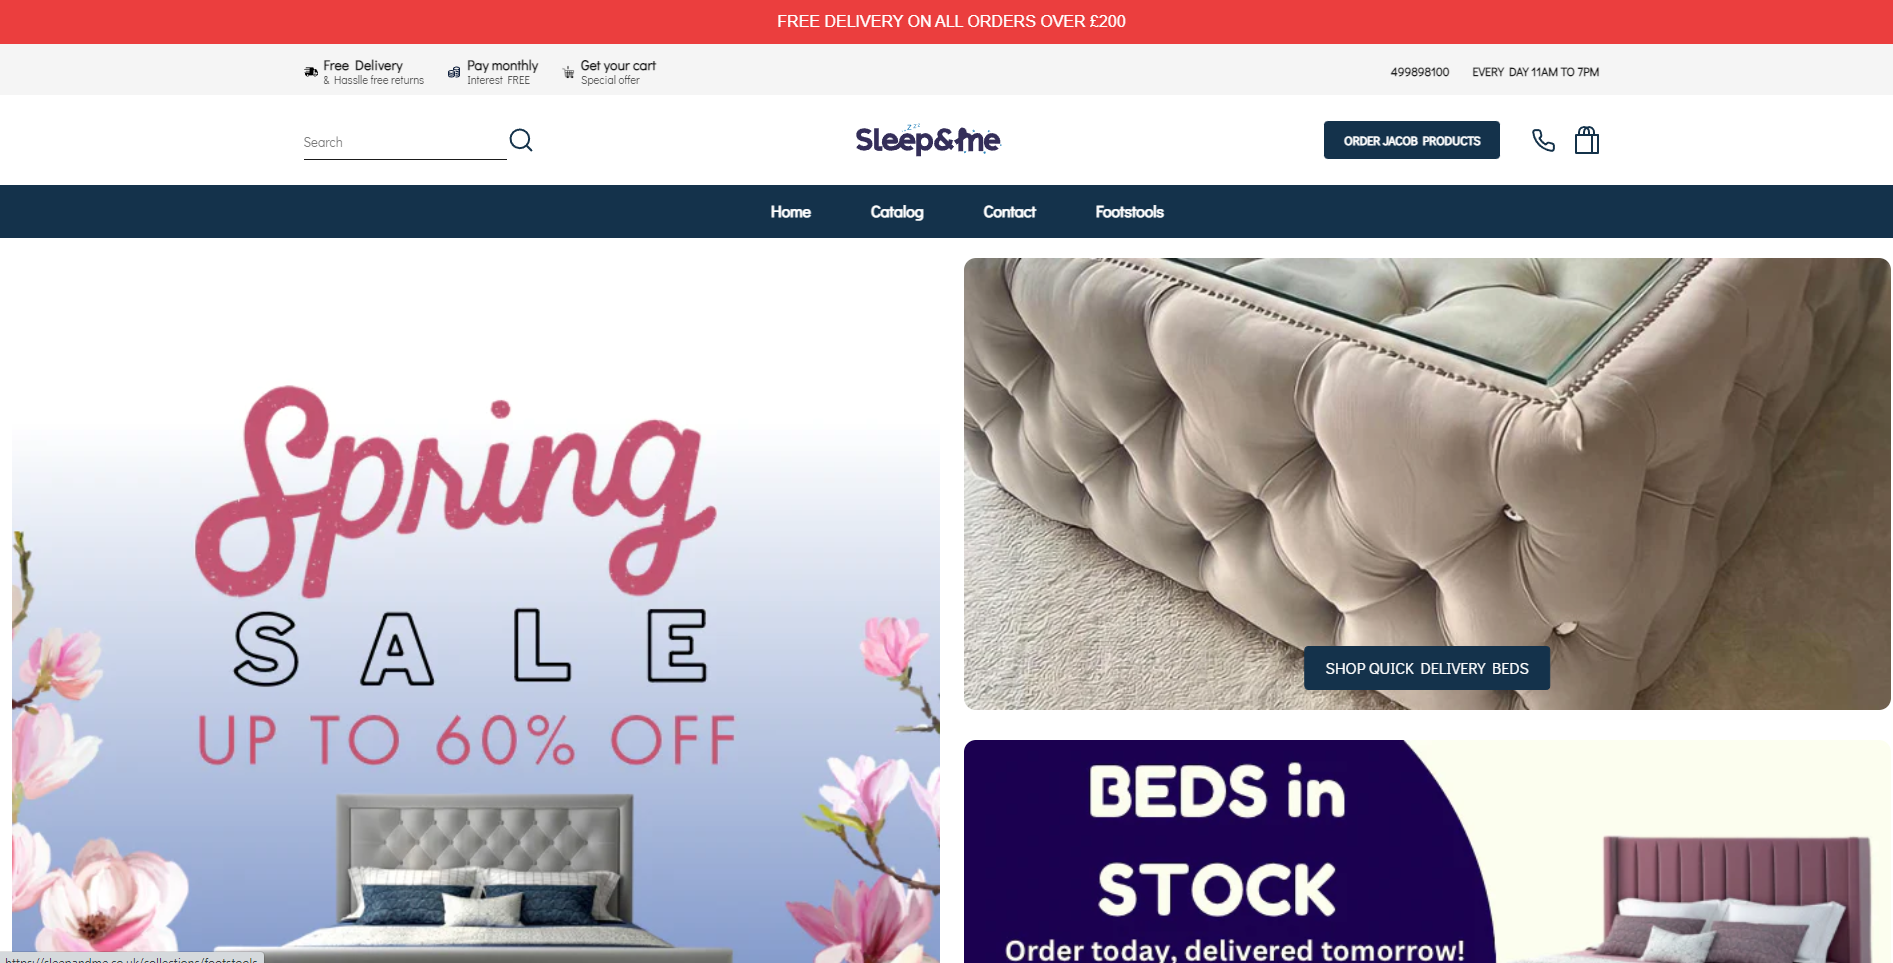 FREE DELIVERY ON ALL ORDERS OVER £200
Free Delivery
& Hasslle free returns
Pay monthly
Interest FREE
Get your cart
Special offer
499898100
EVERY DAY 11AM TO 7PM
Search
zzz
Sleep&me
ORDER JACOB PRODUCTS
Home
Catalog
Contact
Footstools
Spring
SALE
UP TO 60% OFF
SHOP QUICK DELIVERY BEDS
BEDS in
STOCK
Order today, delivered tomorrow!
https://sleepandme.co.uk/collections/footstools